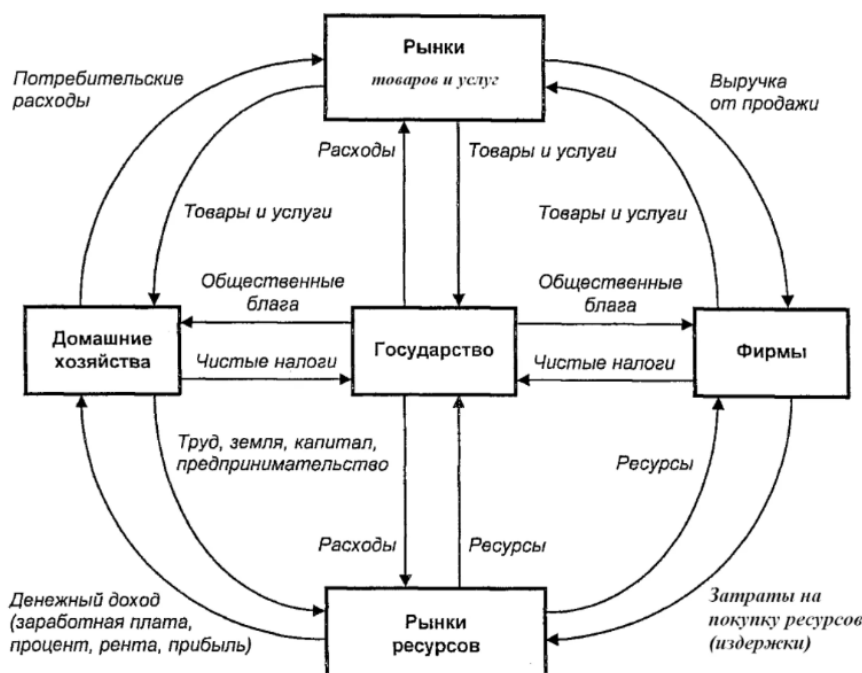 Рынки
товаров и услуг
Потребительские
расходы
Выручка
от продажи
Расходы
Товары и услуги
Товары и услуги
Товары и услуги
Общественные
блага
Общественные
блага
Домашние
хозяйства
Государство
Фирмы
Чистые налоги
Чистые налоги
Труд, земля, капитал,
предпринимательство
Ресурсы
Расходы
Ресурсы
Денежный доход
(заработная плата,
процент, рента, прибыль)
Рынки
ресурсов
Затраты на
покупку ресурсов
(издержки)